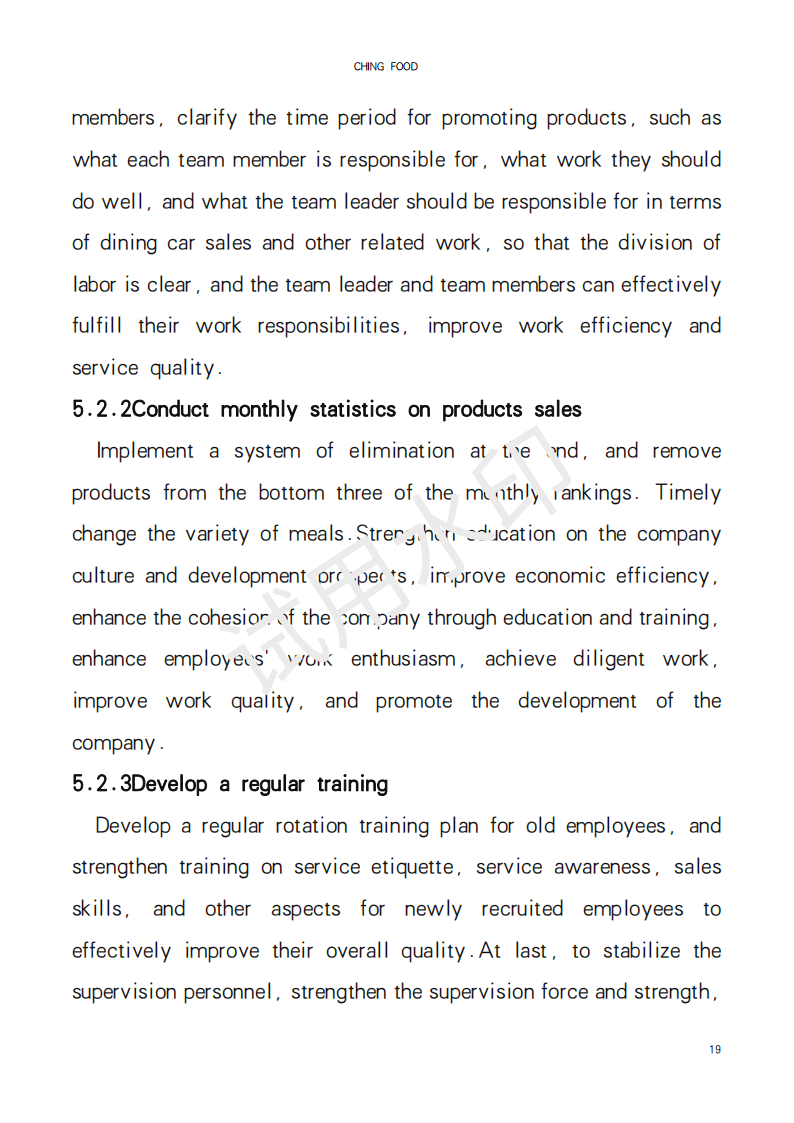 CHING FOOD
members, clarify the time period for promoting products, such as
what each team member is responsible for, what work they should
do well, and what the team leader should be responsible for in terms
of dining car sales and other related work, so that the division of
labor is clear, and the team leader and team members can effectively
fulfill their work responsibilities, improve work efficiency and
service quality.
5.2.2Conduct monthly statistics on products sales
Implement a system of elimination at the end, and remove
products from the bottom three of the monthly rankings. Timely
change the variety of meals.Strengthen education on the company
culture and development prospects, improve economic efficiency,
enhance the cohesion of the company through education and training,
enhance employees' work enthusiasm, achieve diligent work,
improve work quality, and promote the development of the
company.
5.2.3Develop a regular training
Develop a regular rotation training plan for old employees, and
strengthen training on service etiquette, service awareness, sales
skills, and other aspects for newly recruited employees to
effectively improve their overall quality.At last, to stabilize the
supervision personnel, strengthen the supervision force and strength,
19
试用水印